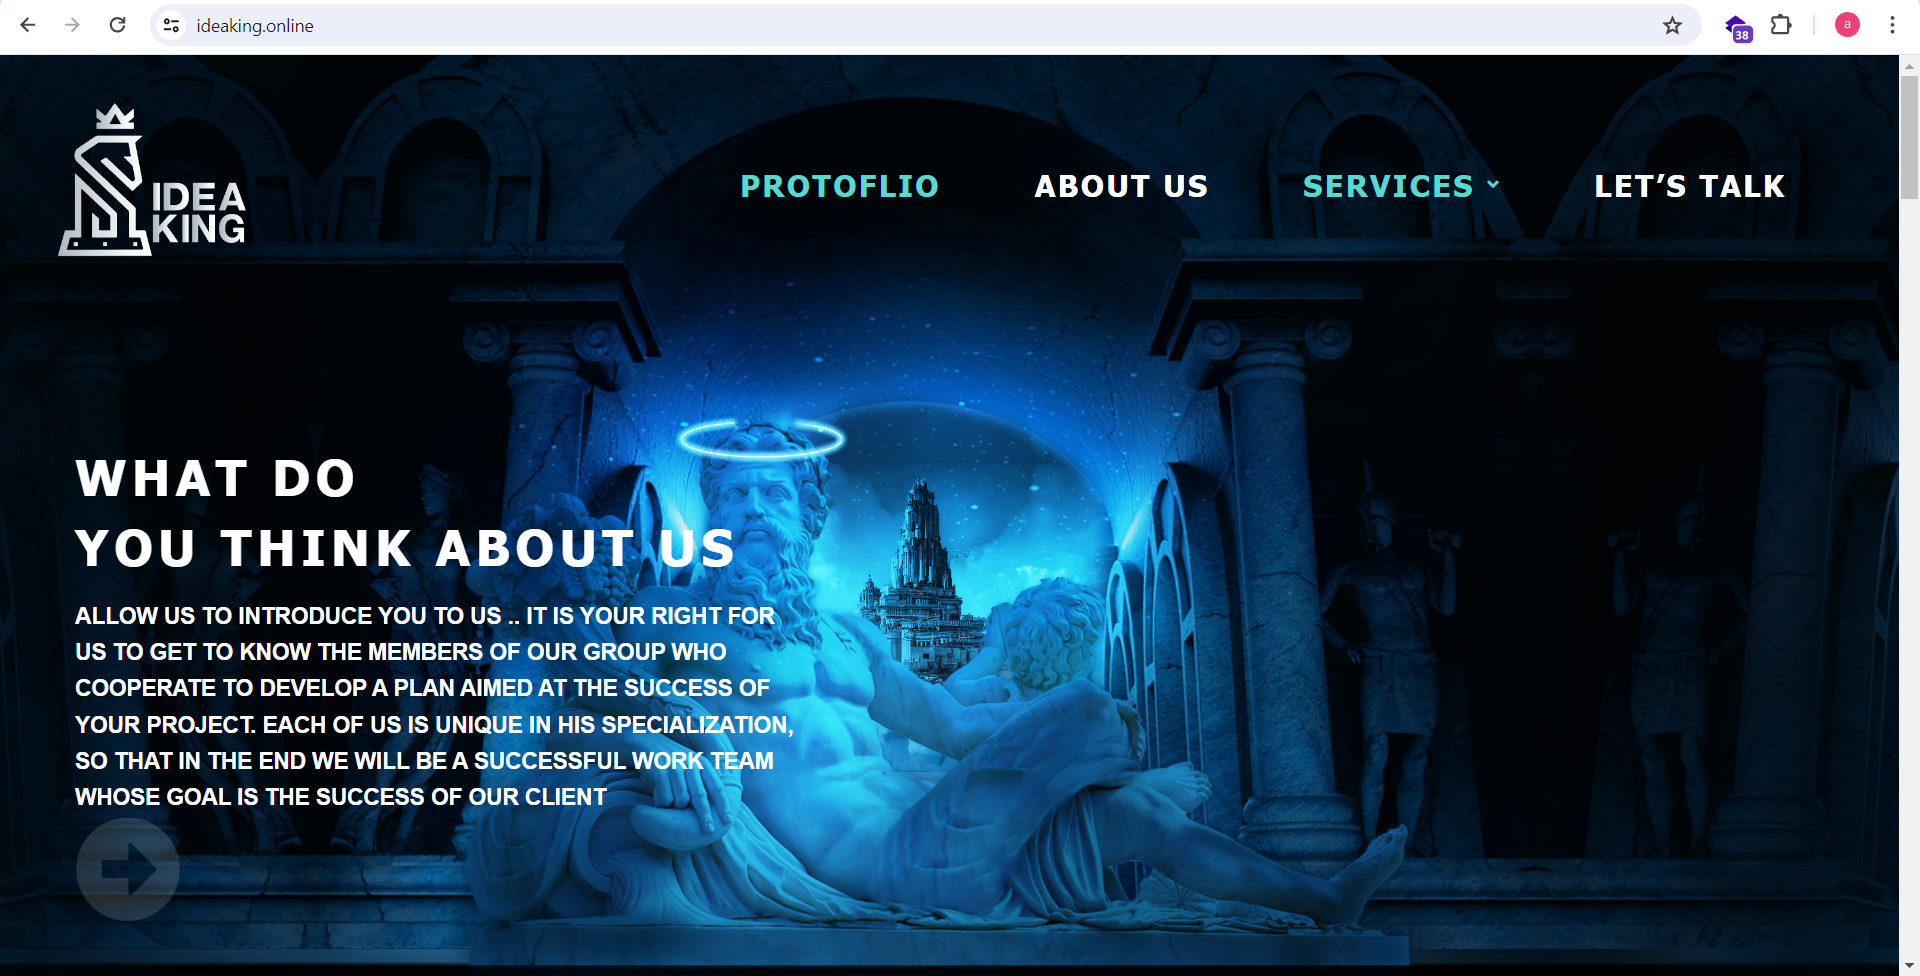 ideaking.online
38
a
IDEA
KING
PROTOFLIO
ABOUT US
SERVICES
LET’S TALK
WHAT DO
YOU THINK ABOUT US
ALLOW US TO INTRODUCE YOU TO US .. IT IS YOUR RIGHT FOR
US TO GET TO KNOW THE MEMBERS OF OUR GROUP WHO
COOPERATE TO DEVELOP A PLAN AIMED AT THE SUCCESS OF
YOUR PROJECT. EACH OF US IS UNIQUE IN HIS SPECIALIZATION,
SO THAT IN THE END WE WILL BE A SUCCESSFUL WORK TEAM
WHOSE GOAL IS THE SUCCESS OF OUR CLIENT